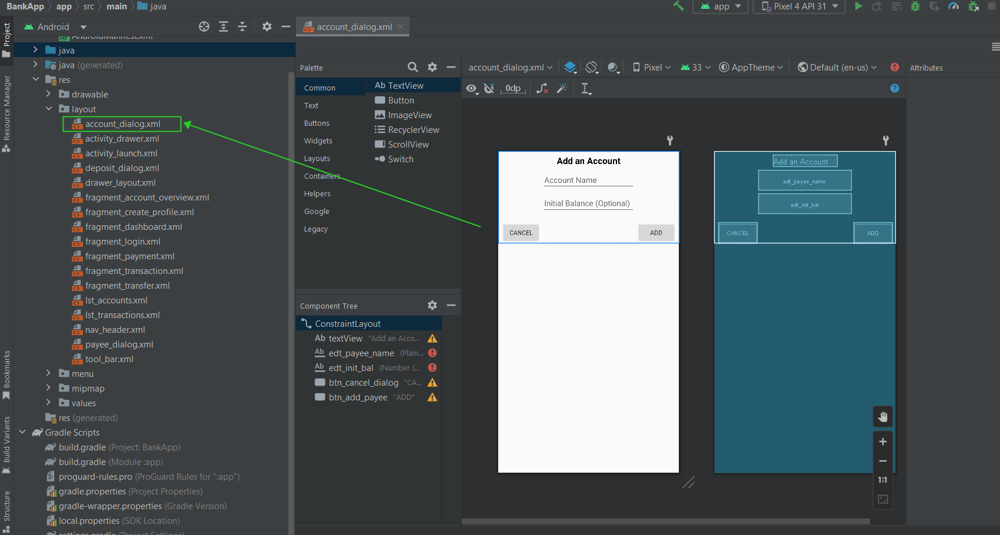 BankApp app src main java
app Pixel 4 API 31
Project
Resource Manager
Bookmarks
Build Variants
Structure
Android
AndroidManifest.xml
java
java (generated)
res
drawable
layout
account_dialog.xml
activity_drawer.xml
activity_launch.xml
deposit_dialog.xml
drawer_layout.xml
fragment_account_overview.xml
fragment_create_profile.xml
fragment_dashboard.xml
fragment_login.xml
fragment_payment.xml
fragment_transaction.xml
fragment_transfer.xml
lst_accounts.xml
lst_transactions.xml
nav_header.xml
payee_dialog.xml
tool_bar.xml
menu
mipmap
values
res (generated)
Gradle Scripts
build.gradle (Project: BankApp)
build.gradle (Module :app)
proguard-rules.pro (ProGuard Rules for ":app")
gradle.properties (Project Properties)
gradle-wrapper.properties (Gradle Version)
local.properties (SDK Location)
settings.gradle (Project Settings)
account_dialog.xml
Palette
Common
Text
Buttons
Widgets
Layouts
Containers
Helpers
Google
Legacy
Ab TextView
Button
ImageView
RecyclerView
ScrollView
Switch
Component Tree
ConstraintLayout
Ab textView "Add an Acco...
Ab edt_payee_name (Plain...
Ab edt_init_bal (Number (...
btn_cancel_dialog "CA...
btn_add_payee "ADD"
account_dialog.xml Pixel 33 AppTheme Default (en-us)
0dp
Attributes
Add an Account
Account Name
Initial Balance (Optional)
CANCEL ADD
Add an Account
edt_payee_name
edt_init_bal
CANCEL ADD
1:1